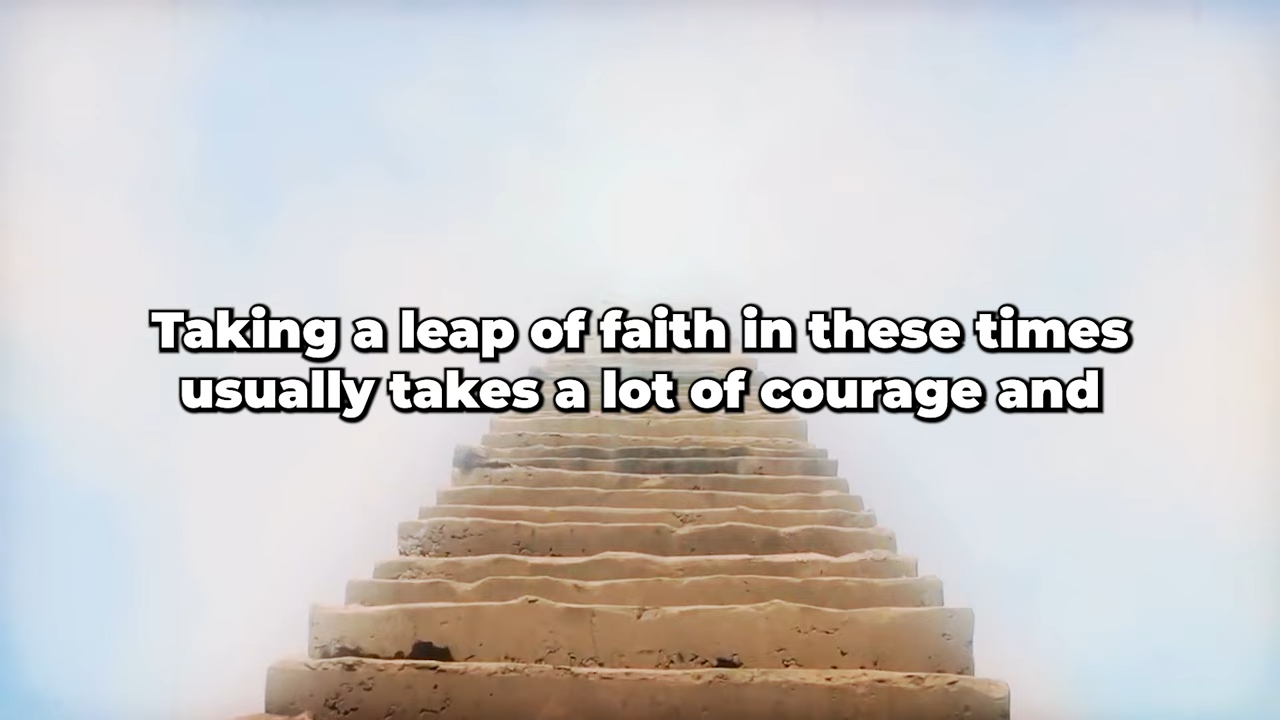 Taking a leap of faith in these times
usually takes a lot of courage and